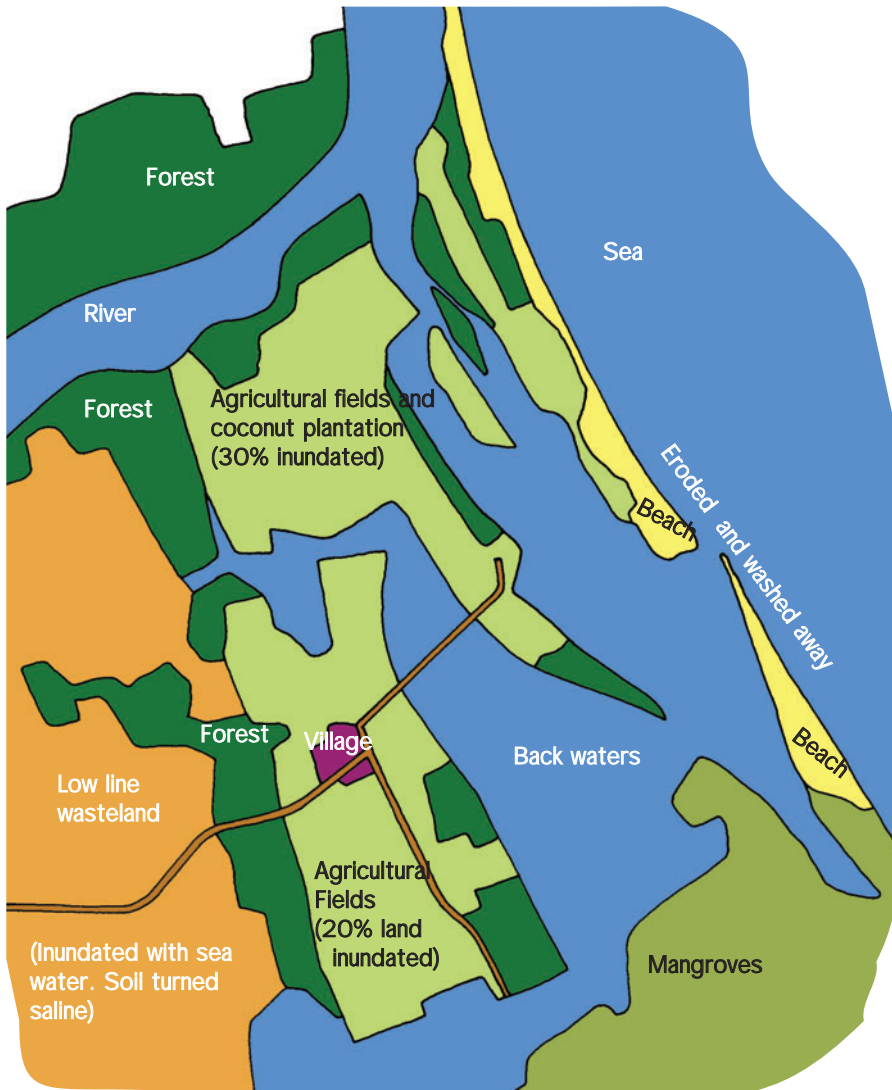 Forest
Sea
River
Forest
Agricultural fields and
coconut plantation
(30% inundated)
Eroded and washed away
Beach
Forest
Village
Back waters
Beach
Low line
wasteland
Agricultural
Fields
(20% land
inundated)
(Inundated with sea
water. Soil turned
saline)
Mangroves